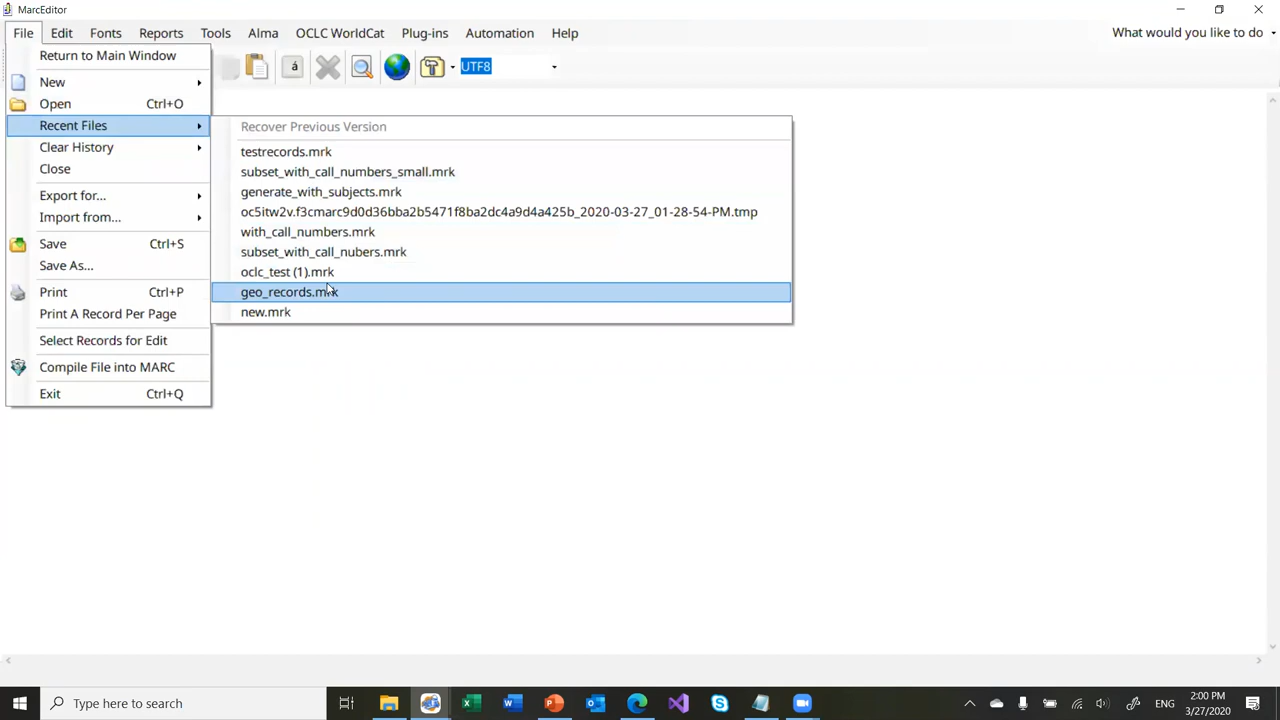 MarcEditor
File Edit Fonts Reports Tools Alma OCLC WorldCat Plug-ins Automation Help What would you like to do
á UTF8
Return to Main Window
New
Open Ctrl+O
Recent Files
Clear History
Close
Export for...
Import from...
Save Ctrl+S
Save As...
Print Ctrl+P
Print A Record Per Page
Select Records for Edit
Compile File into MARC
Exit Ctrl+Q
Recover Previous Version
testrecords.mrk
subset_with_call_numbers_small.mrk
generate_with_subjects.mrk
oc5itw2v.f3cmarc9d0d36bba2b5471f8ba2dc4a9d4a425b_2020-03-27_01-28-54-PM.tmp
with_call_numbers.mrk
subset_with_call_nubers.mrk
oclc_test (1).mrk
geo_records.mrk
new.mrk
Type here to search
ENG
2:00 PM
3/27/2020